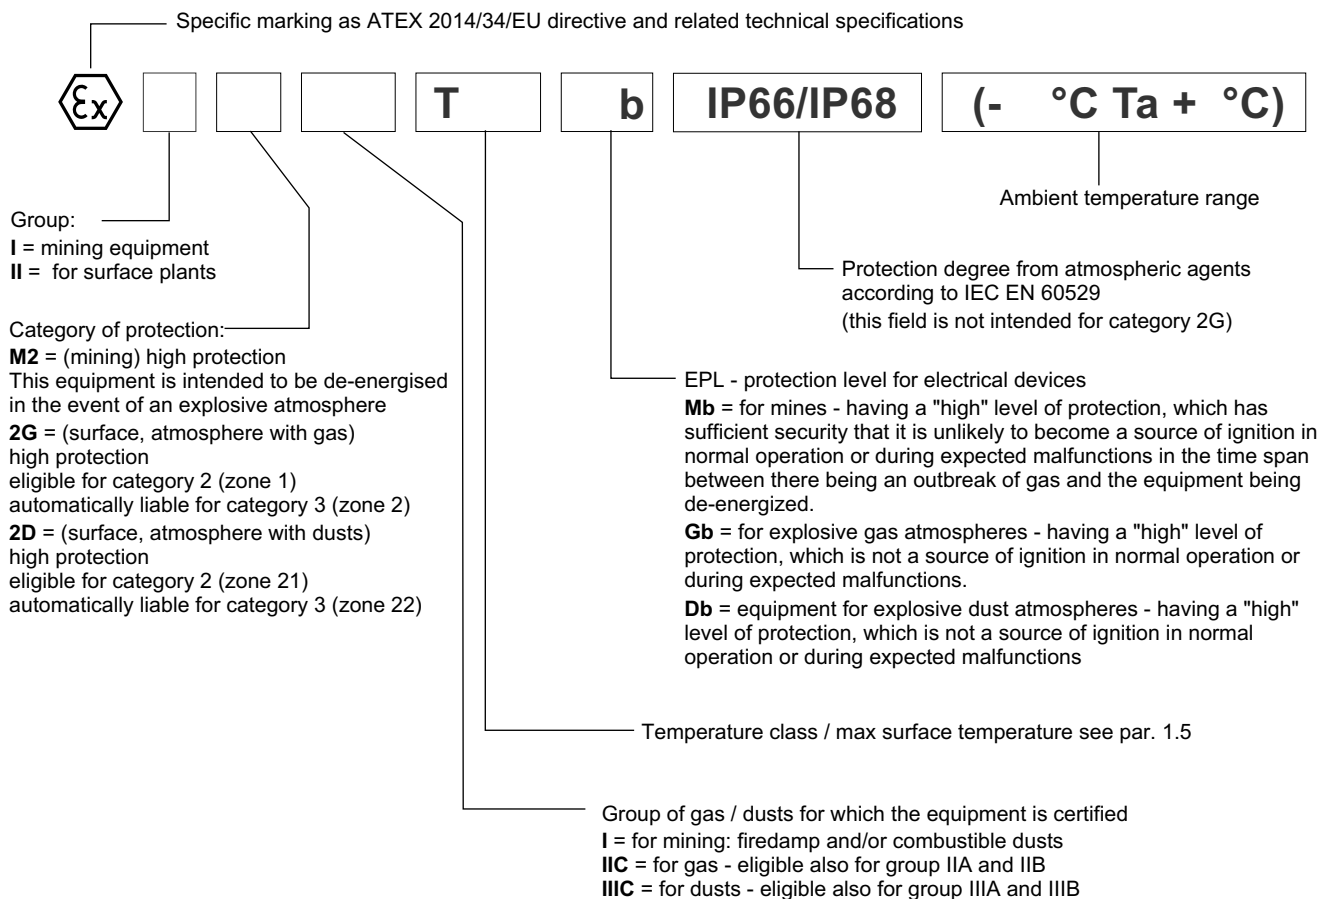 Specific marking as ATEX 2014/34/EU directive and related technical specifications
Ex
T
b
IP66/IP68
(- °C Ta + °C)
Ambient temperature range
Group:
I = mining equipment
II = for surface plants
Protection degree from atmospheric agents
according to IEC EN 60529
(this field is not intended for category 2G)
Category of protection:
M2 = (mining) high protection
This equipment is intended to be de-energised
in the event of an explosive atmosphere
2G = (surface, atmosphere with gas)
high protection
eligible for category 2 (zone 1)
automatically liable for category 3 (zone 2)
2D = (surface, atmosphere with dusts)
high protection
eligible for category 2 (zone 21)
automatically liable for category 3 (zone 22)
EPL - protection level for electrical devices
Mb = for mines - having a "high" level of protection, which has
sufficient security that it is unlikely to become a source of ignition in
normal operation or during expected malfunctions in the time span
between there being an outbreak of gas and the equipment being
de-energized.
Gb = for explosive gas atmospheres - having a "high" level of
protection, which is not a source of ignition in normal operation or
during expected malfunctions.
Db = equipment for explosive dust atmospheres - having a "high"
level of protection, which is not a source of ignition in normal
operation or during expected malfunctions
Temperature class / max surface temperature see par. 1.5
Group of gas / dusts for which the equipment is certified
I = for mining: firedamp and/or combustible dusts
IIC = for gas - eligible also for group IIA and IIB
IIIC = for dusts - eligible also for group IIIA and IIIB